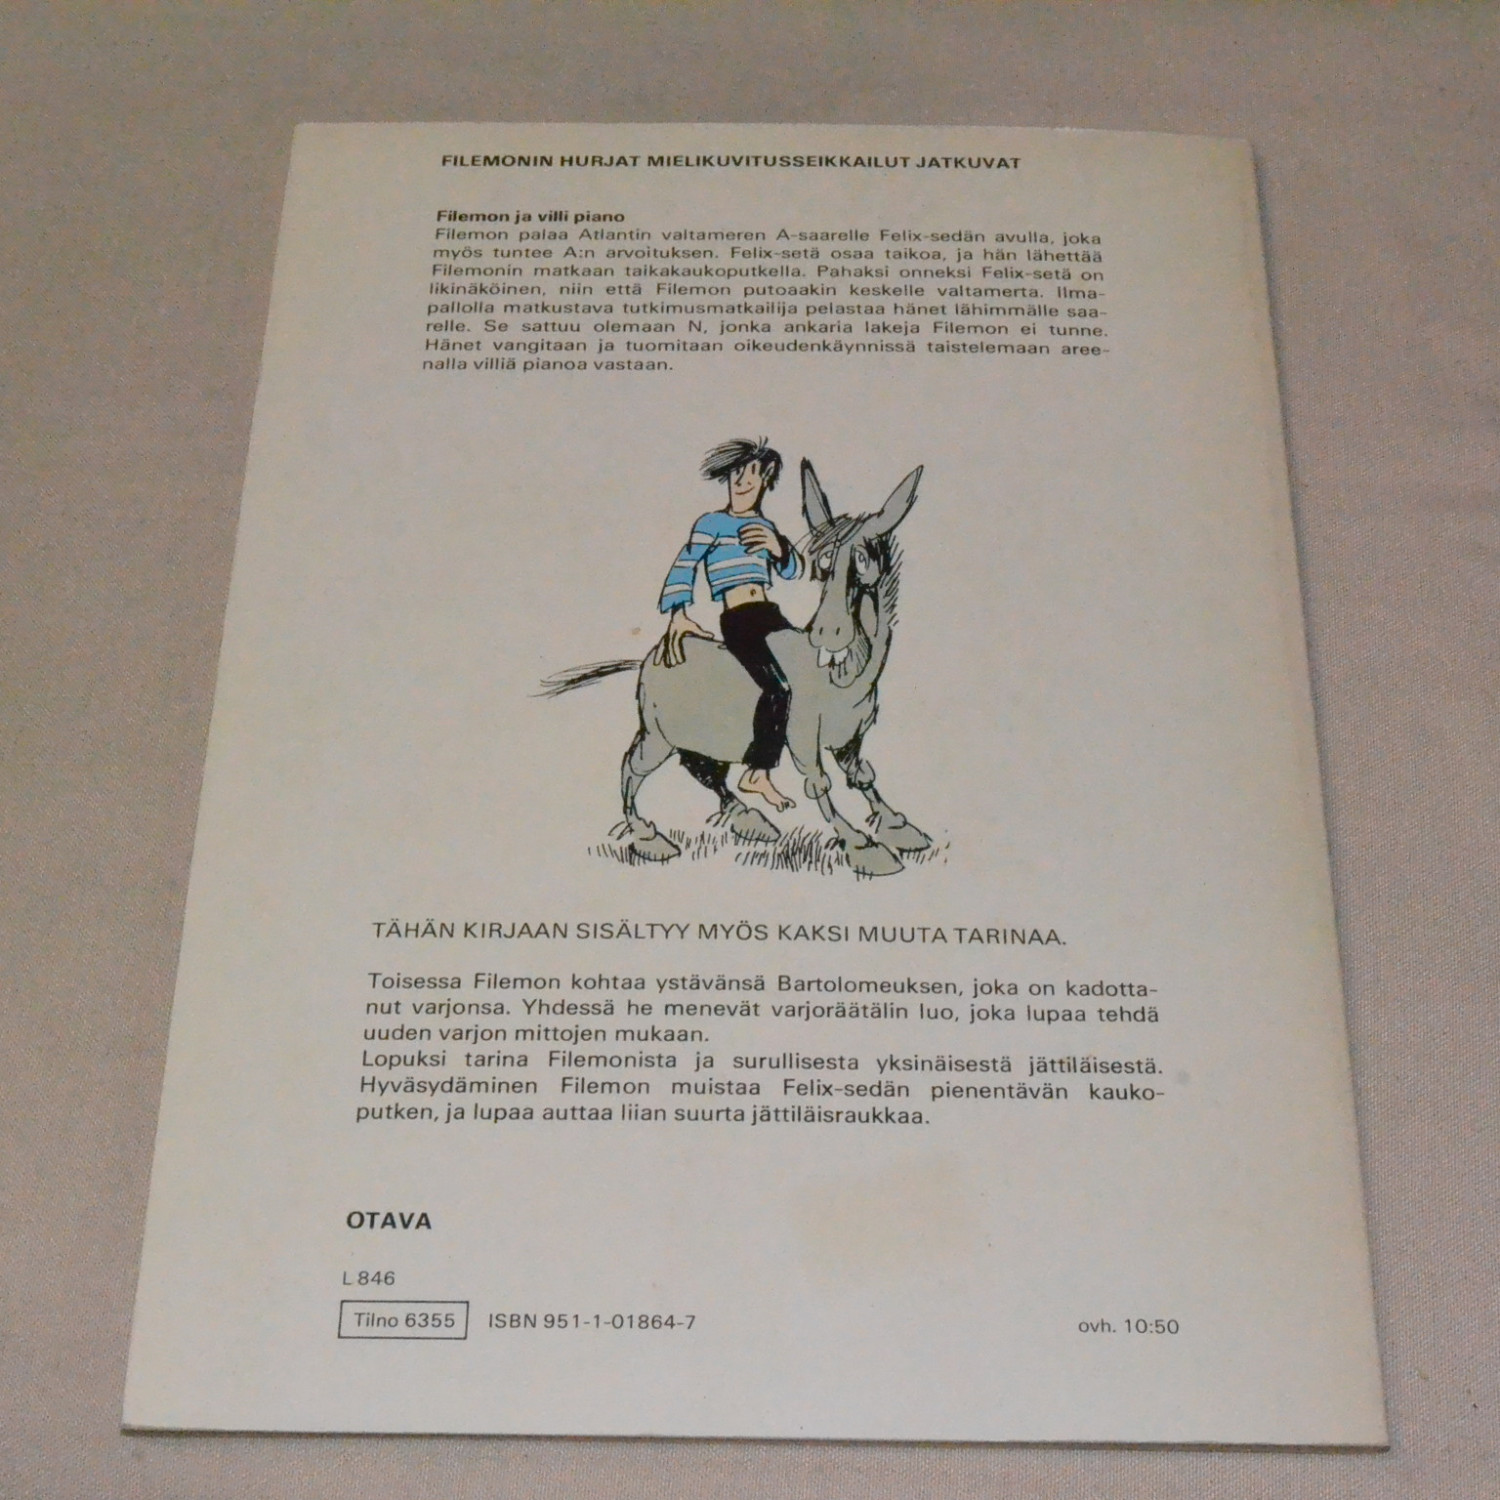 FILEMONIN HURJAT MIELIKUVITUSSEIKKAILUT JATKUVAT
Filemon ja villi piano
Filemon palaa Atlantin valtameren A-saarelle Felix-sedän avulla, joka
myös tuntee A:n arvoituksen. Felix-setä osaa taikoa, ja hän lähettää
Filemonin matkaan taikakaukoputkella. Pahaksi onneksi Felix-setä on
likinäköinen, niin että Filemon putoaakin keskelle valtamerta. Ilma-
pallolla matkustava tutkimusmatkailija pelastaa hänet lähimmälle saa-
relle. Se sattuu olemaan N, jonka ankaria lakeja Filemon ei tunne.
Hänet vangitaan ja tuomitaan oikeudenkäynnissä taistelemaan aree-
nalla villiä pianoa vastaan.
TÄHÄN KIRJAAN SISÄLTYY MYÖS KAKSI MUUTA TARINAA.
Toisessa Filemon kohtaa ystävänsä Bartolomeuksen, joka on kadotta-
nut varjonsa. Yhdessä he menevät varjoräätälin luo, joka lupaa tehdä
uuden varjon mittojen mukaan.
Lopuksi tarina Filemonista ja surullisesta yksinäisestä jättiläisestä.
Hyväsydäminen Filemon muistaa Felix-sedän pienentävän kauko-
putken, ja lupaa auttaa liian suurta jättiläisraukkaa.
OTAVA
L 846
Tilno 6355 ISBN 951-1-01864-7 ovh. 10:50